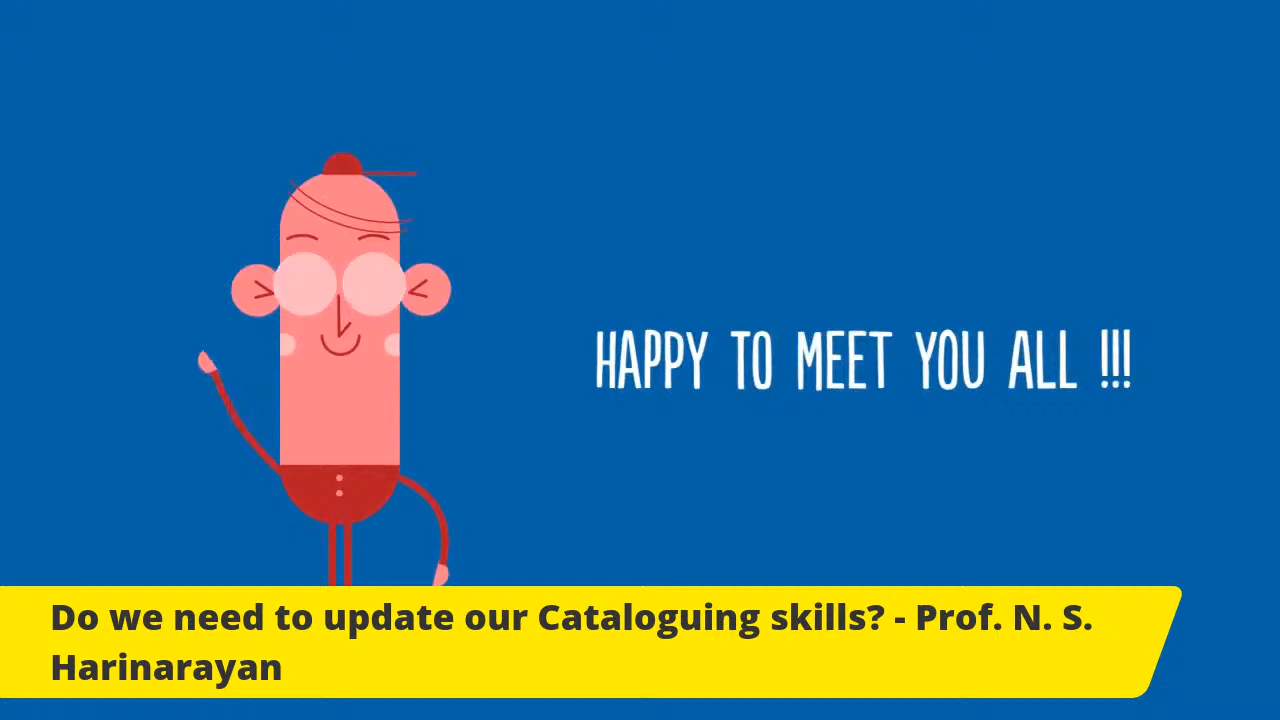 HAPPY TO MEET YOU ALL !!!
Do we need to update our Cataloguing skills? - Prof. N. S.
Harinarayan